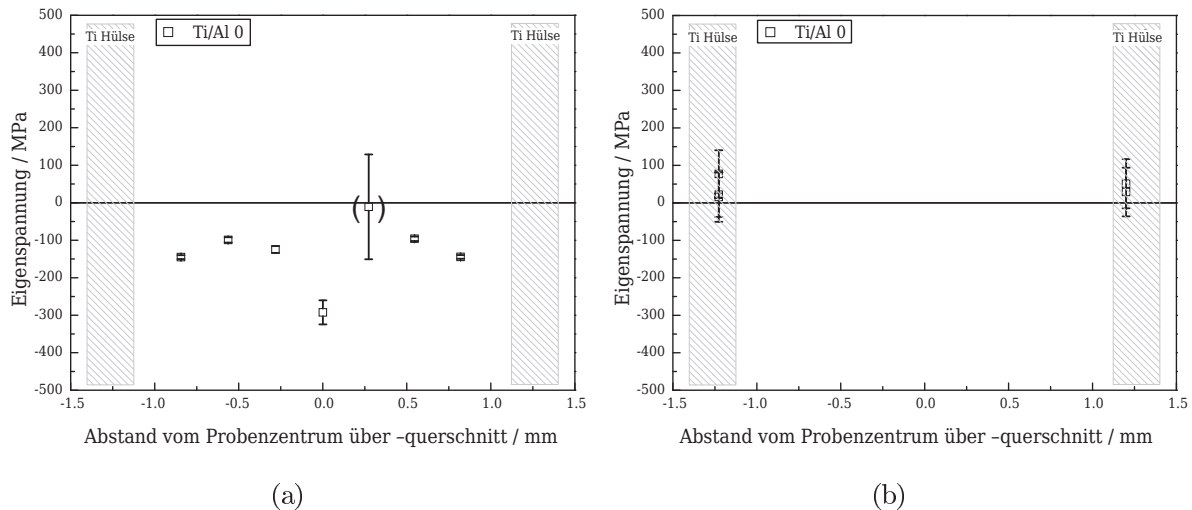 500
400
300
200
100
0
-100
-200
-300
-400
-500
Eigenspannung / MPa
Ti Hülse
Ti/Al 0
Ti Hülse
( )
-1.5 -1.0 -0.5 0.0 0.5 1.0 1.5
Abstand vom Probenzentrum über –querschnitt / mm
(a)
500
400
300
200
100
0
-100
-200
-300
-400
-500
Eigenspannung / MPa
Ti Hülse
Ti/Al 0
Ti Hülse
-1.5 -1.0 -0.5 0.0 0.5 1.0 1.5
Abstand vom Probenzentrum über –querschnitt / mm
(b)